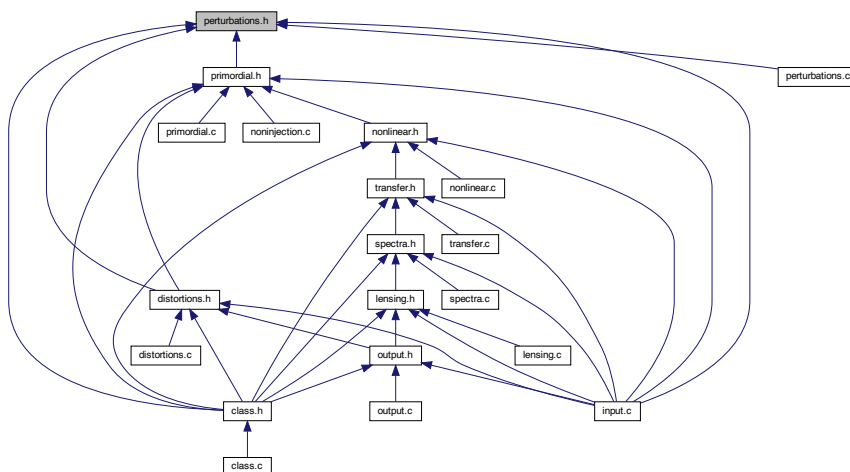 perturbations.h
primordial.h
perturbations.c
primordial.c
noninjection.c
nonlinear.h
transfer.h
nonlinear.c
spectra.h
transfer.c
distortions.h
lensing.h
spectra.c
distortions.c
output.h
lensing.c
class.h
output.c
input.c
class.c